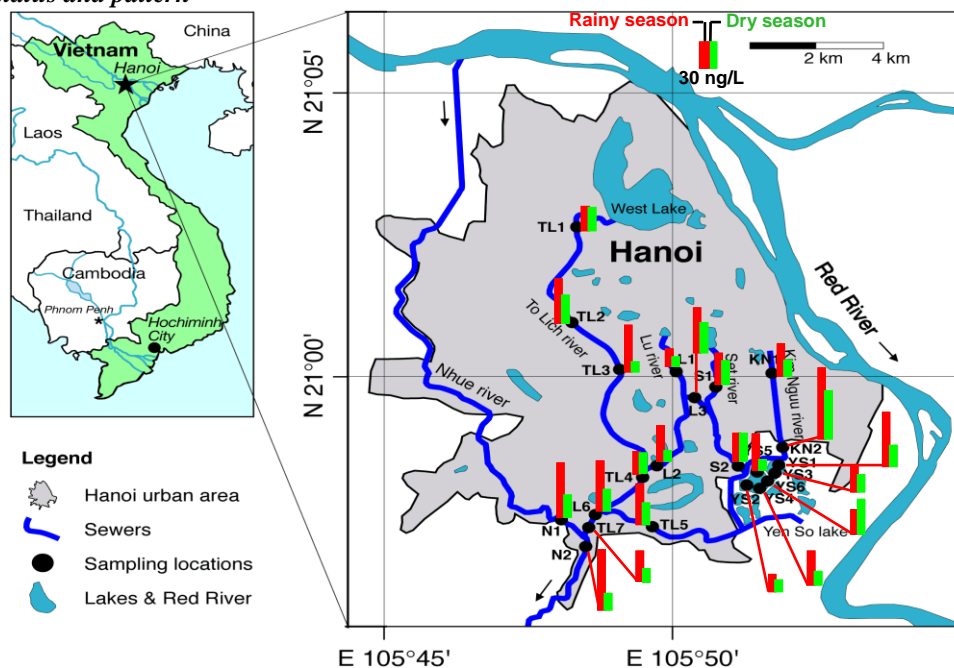 status and pattern
China
Vietnam
Hanoi
Laos
Thailand
Cambodia
Phnom Penh
Hochiminh
City
Legend
Hanoi urban area
Sewers
Sampling locations
Lakes & Red River
Rainy season
Dry season
30 ng/L
2 km
4 km
N 21°05
N 21°00
E 105°45'
E 105°50'
West Lake
Hanoi
Red River
To Lich river
Lu river
Set river
Nguu river
Nhue river
Yen So lake
TL1
TL2
TL3
L1
S1
L3
KN1
KN2
S2
YS5
YS1
YS3
YS6
YS4
YS2
TL4
L2
L6
TL7
TL5
N1
N2